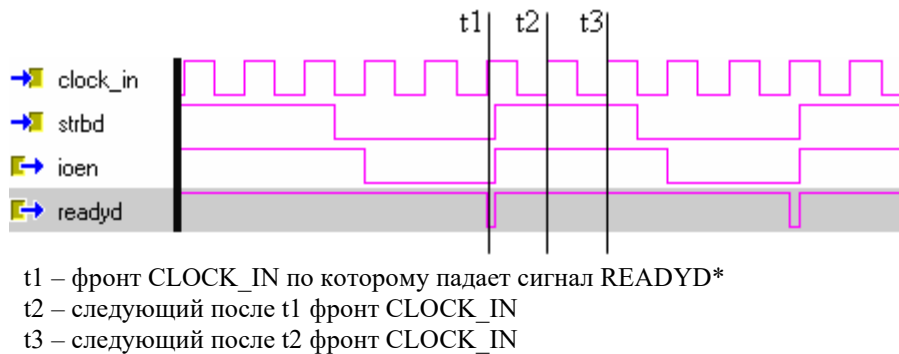 t1 t2 t3
clock_in
strbd
ioen
readyd
t1 – фронт CLOCK_IN по которому падает сигнал READYD*
t2 – следующий после t1 фронт CLOCK_IN
t3 – следующий после t2 фронт CLOCK_IN